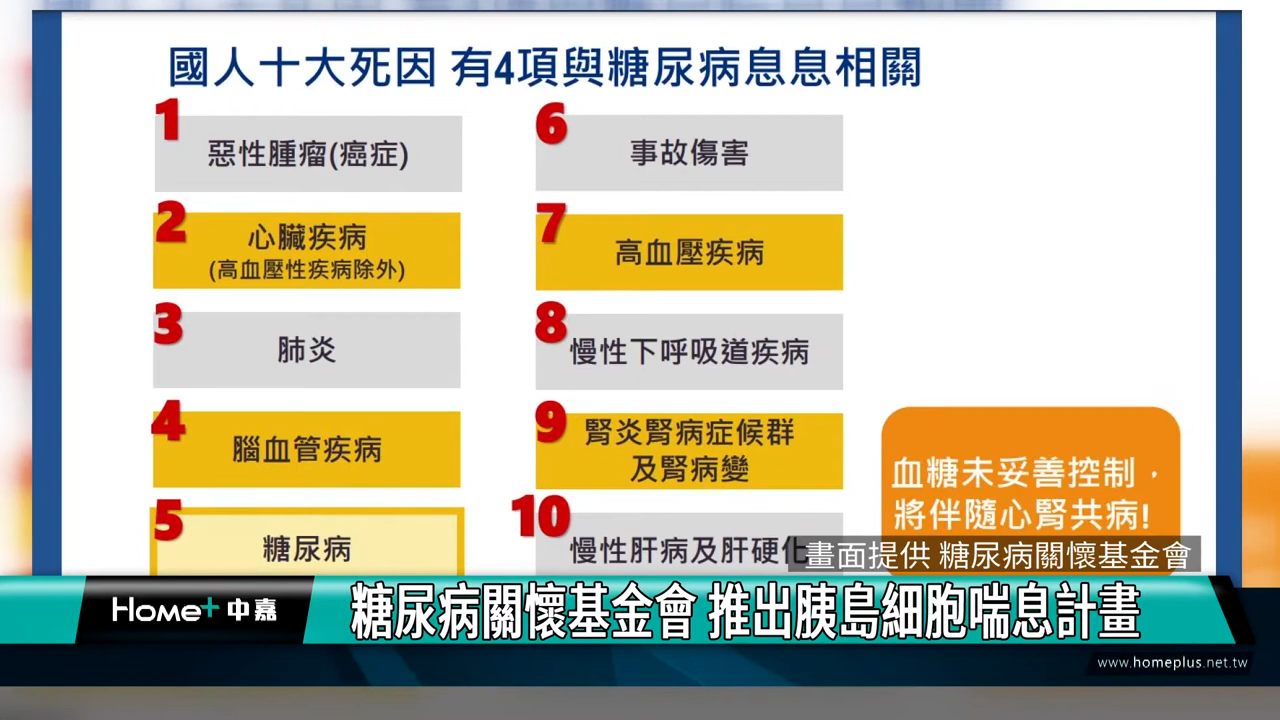 國人十大死因 有4項與糖尿病息息相關
1
惡性腫瘤(癌症)
2
心臟疾病
(高血壓性疾病除外)
3
肺炎
4
腦血管疾病
5
糖尿病
6
事故傷害
7
高血壓疾病
8
慢性下呼吸道疾病
9
腎炎腎病症候群
及腎病變
10
慢性肝病及肝硬化
血糖未妥善控制，
將伴隨心腎共病!
畫面提供 糖尿病關懷基金會
Home+中嘉
糖尿病關懷基金會 推出胰島細胞喘息計畫
www.homeplus.net.tw